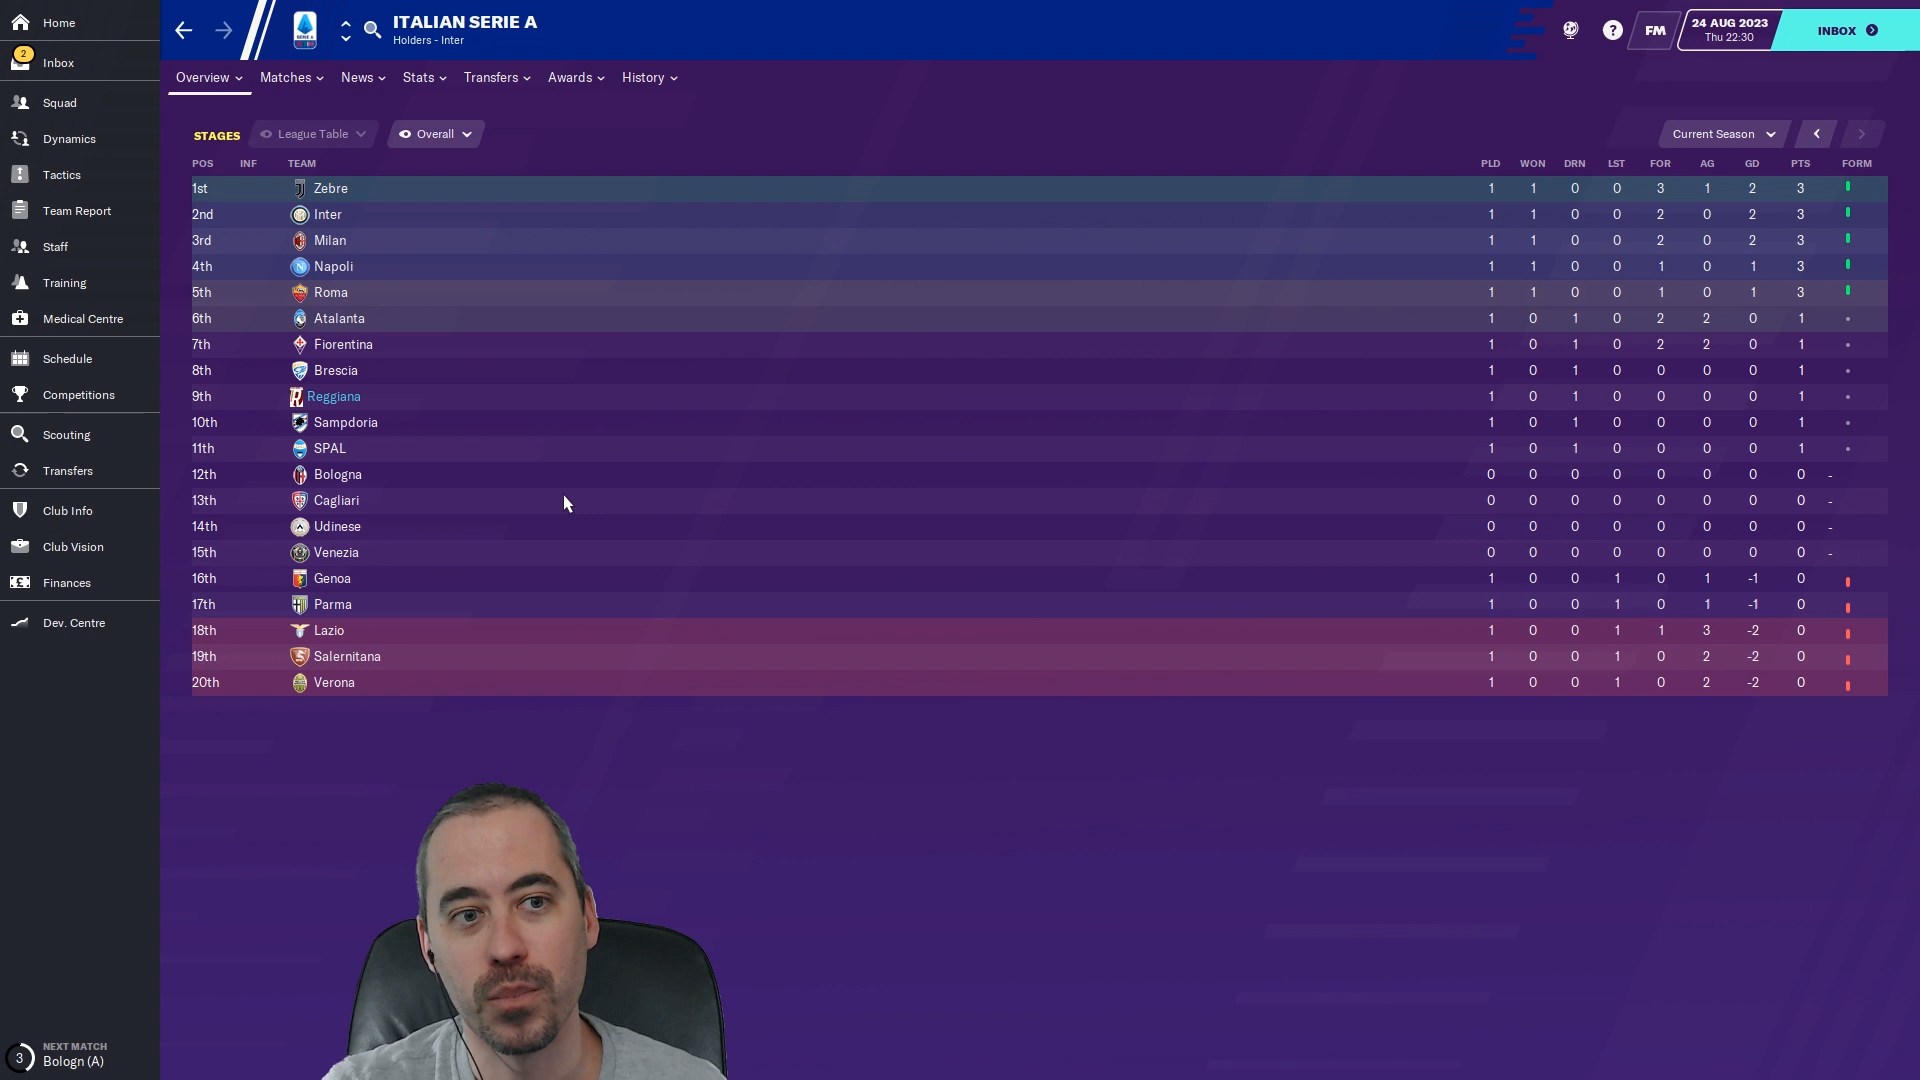 Home
2
Inbox
Squad
Dynamics
Tactics
Team Report
Staff
Training
Medical Centre
Schedule
Competitions
Scouting
Transfers
Club Info
Club Vision
Finances
Dev. Centre
3
NEXT MATCH
Bologn (A)
SERIE A
ITALIAN SERIE A
Holders - Inter
?
FM
24 AUG 2023
Thu 22:30
INBOX
Overview Matches News Stats Transfers Awards History
STAGES League Table Overall Current Season
POS INF TEAM PLD WON DRN LST FOR AG GD PTS FORM
1st Zebre 1 1 0 0 3 1 2 3
2nd Inter 1 1 0 0 2 0 2 3
3rd Milan 1 1 0 0 2 0 2 3
4th Napoli 1 1 0 0 1 0 1 3
5th Roma 1 1 0 0 1 0 1 3
6th Atalanta 1 0 1 0 2 2 0 1
7th Fiorentina 1 0 1 0 2 2 0 1
8th Brescia 1 0 1 0 0 0 0 1
9th Reggiana 1 0 1 0 0 0 0 1
10th Sampdoria 1 0 1 0 0 0 0 1
11th SPAL 1 0 1 0 0 0 0 1
12th Bologna 0 0 0 0 0 0 0 0 -
13th Cagliari 0 0 0 0 0 0 0 0 -
14th Udinese 0 0 0 0 0 0 0 0 -
15th Venezia 0 0 0 0 0 0 0 0 -
16th Genoa 1 0 0 1 0 1 -1 0
17th Parma 1 0 0 1 0 1 -1 0
18th Lazio 1 0 0 1 1 3 -2 0
19th Salernitana 1 0 0 1 0 2 -2 0
20th Verona 1 0 0 1 0 2 -2 0